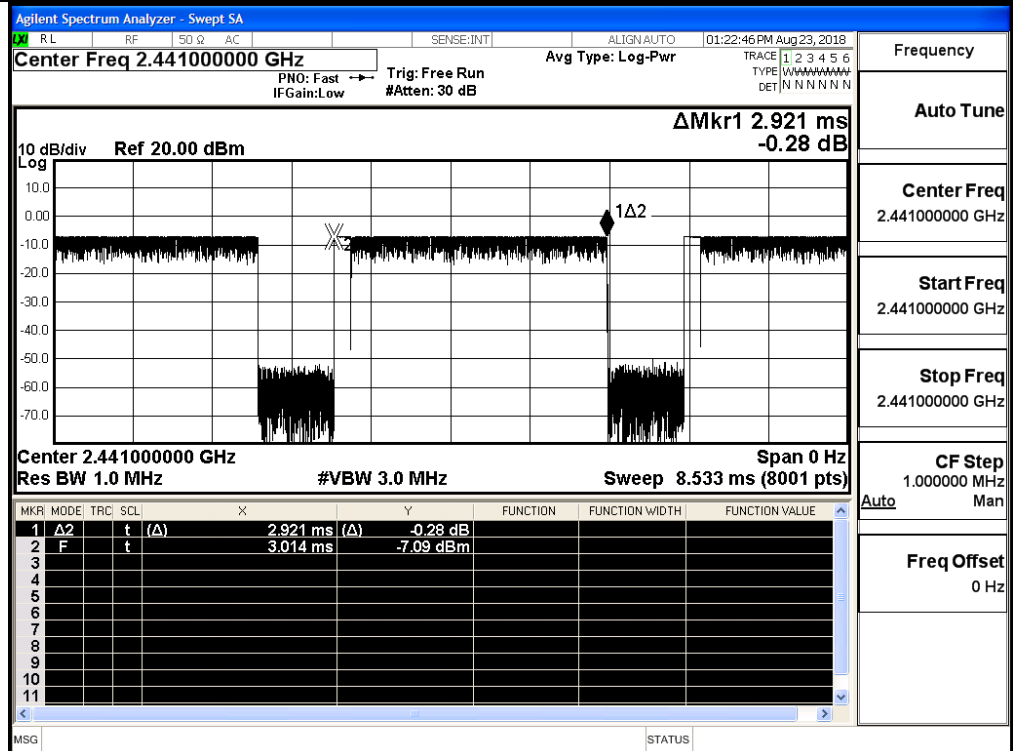 Agilent Spectrum Analyzer - Swept SA
LXI RL RF 50 Ω AC SENSE:INT ALIGN AUTO 01:22:46 PM Aug 23, 2018
Center Freq 2.441000000 GHz
PNO: Fast
IFGain:Low
Trig: Free Run
#Atten: 30 dB
Avg Type: Log-Pwr
TRACE 1 2 3 4 5 6
TYPE WWWWWW
DET N N N N N N
ΔMkr1 2.921 ms
-0.28 dB
10 dB/div Ref 20.00 dBm
Log
10.0
0.00
-10.0
-20.0
-30.0
-40.0
-50.0
-60.0
-70.0
1Δ2
2
Center 2.441000000 GHz Span 0 Hz
Res BW 1.0 MHz #VBW 3.0 MHz Sweep 8.533 ms (8001 pts)
MKR MODE TRC SCL X Y FUNCTION FUNCTION WIDTH FUNCTION VALUE
1 Δ2 t (Δ) 2.921 ms (Δ) -0.28 dB
2 F t 3.014 ms -7.09 dBm
3
4
5
6
7
8
9
10
11
MSG STATUS
Frequency
Auto Tune
Center Freq
2.441000000 GHz
Start Freq
2.441000000 GHz
Stop Freq
2.441000000 GHz
CF Step
1.000000 MHz
Auto Man
Freq Offset
0 Hz